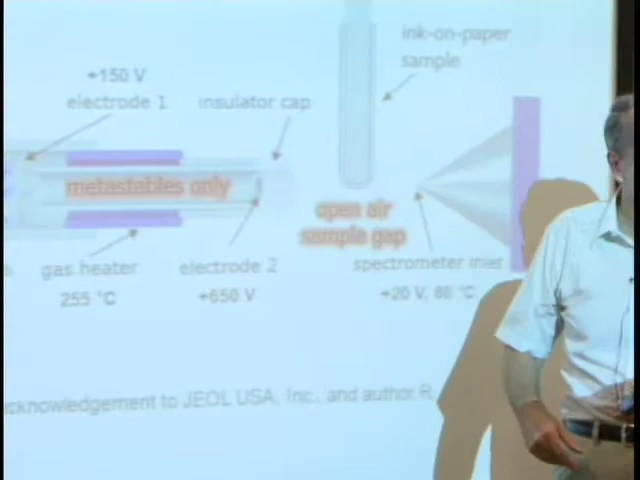 ink-on-paper
sample
+150 V
electrode 1
insulator cap
metastables only
open air
sample gap
gas heater
electrode 2
spectrometer inlet
255 °C
+650 V
+20 V, 80 °C
acknowledgement to JEOL USA, Inc., and author R.